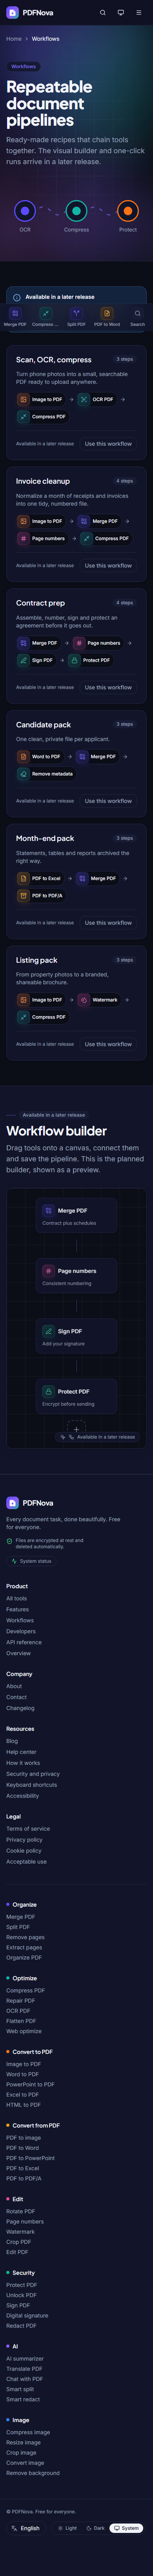 PDFNova
Home > Workflows
Workflows
Repeatable
document
pipelines
Ready-made recipes that chain tools
together. The visual builder and one-click
runs arrive in a later release.
OCR Compress Protect
Available in a later release
Merge PDF Compress ... Split PDF PDF to Word Search
Scan, OCR, compress 3 steps
Turn phone photos into a small, searchable
PDF ready to upload anywhere.
Image to PDF OCR PDF
Compress PDF
Available in a later release Use this workflow
Invoice cleanup 4 steps
Normalize a month of receipts and invoices
into one tidy, numbered file.
Image to PDF Merge PDF
Page numbers Compress PDF
Available in a later release Use this workflow
Contract prep 4 steps
Assemble, number, sign and protect an
agreement before it goes out.
Merge PDF Page numbers
Sign PDF Protect PDF
Available in a later release Use this workflow
Candidate pack 3 steps
One clean, private file per applicant.
Word to PDF Merge PDF
Remove metadata
Available in a later release Use this workflow
Month-end pack 3 steps
Statements, tables and reports archived the
right way.
PDF to Excel Merge PDF
PDF to PDF/A
Available in a later release Use this workflow
Listing pack 3 steps
From property photos to a branded,
shareable brochure.
Image to PDF Watermark
Compress PDF
Available in a later release Use this workflow
Available in a later release
Workflow builder
Drag tools onto a canvas, connect them
and save the pipeline. This is the planned
builder, shown as a preview.
Merge PDF
Contract plus schedules
Page numbers
Consistent numbering
Sign PDF
Add your signature
Protect PDF
Encrypt before sending
Available in a later release
PDFNova
Every document task, done beautifully. Free
for everyone.
Files are encrypted at rest and
deleted automatically.
System status
Product
All tools
Features
Workflows
Developers
API reference
Overview
Company
About
Contact
Changelog
Resources
Blog
Help center
How it works
Security and privacy
Keyboard shortcuts
Accessibility
Legal
Terms of service
Privacy policy
Cookie policy
Acceptable use
Organize
Merge PDF
Split PDF
Remove pages
Extract pages
Organize PDF
Optimize
Compress PDF
Repair PDF
OCR PDF
Flatten PDF
Web optimize
Convert to PDF
Image to PDF
Word to PDF
PowerPoint to PDF
Excel to PDF
HTML to PDF
Convert from PDF
PDF to image
PDF to Word
PDF to PowerPoint
PDF to Excel
PDF to PDF/A
Edit
Rotate PDF
Page numbers
Watermark
Crop PDF
Edit PDF
Security
Protect PDF
Unlock PDF
Sign PDF
Digital signature
Redact PDF
AI
AI summarizer
Translate PDF
Chat with PDF
Smart split
Smart redact
Image
Compress image
Resize image
Crop image
Convert image
Remove background
© PDFNova. Free for everyone.
English Light Dark System